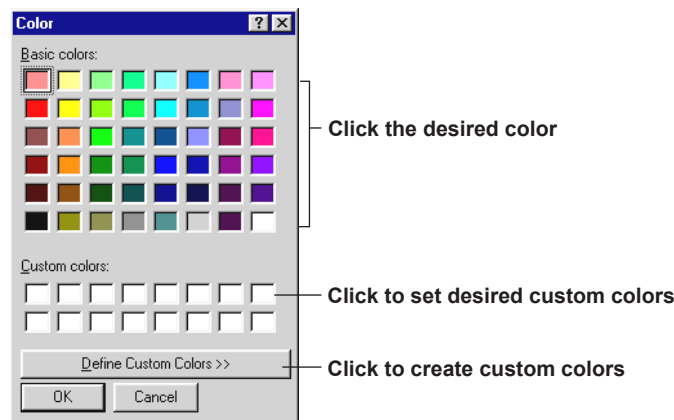 Color
Basic colors:
Click the desired color
Custom colors:
Click to set desired custom colors
Define Custom Colors >>
Click to create custom colors
OK
Cancel